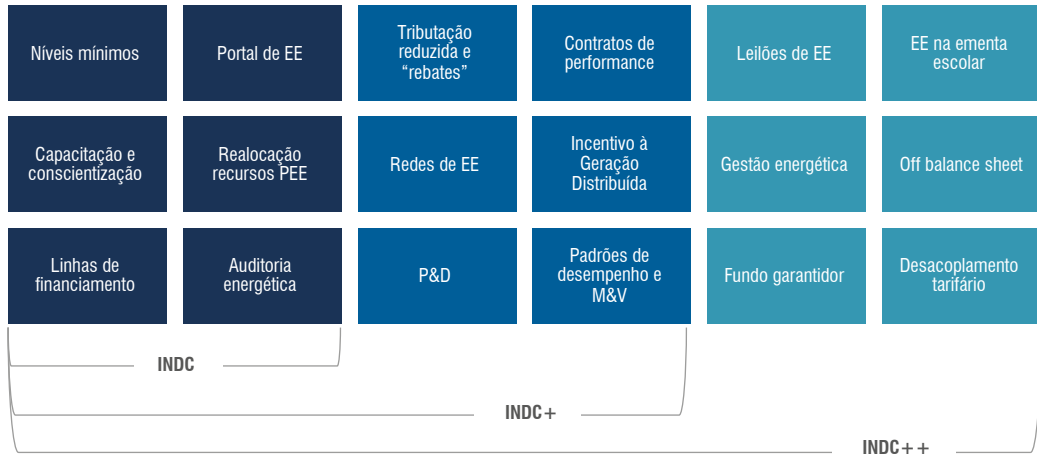 Níveis mínimos
Portal de EE
Tributação
reduzida e
“rebates”
Contratos de
performance
Leilões de EE
EE na ementa
escolar
Capacitação e
conscientização
Realocação
recursos PEE
Redes de EE
Incentivo à
Geração
Distribuída
Gestão energética
Off balance sheet
Linhas de
financiamento
Auditoria
energética
P&D
Padrões de
desempenho e
M&V
Fundo garantidor
Desacoplamento
tarifário
INDC
INDC+
INDC++